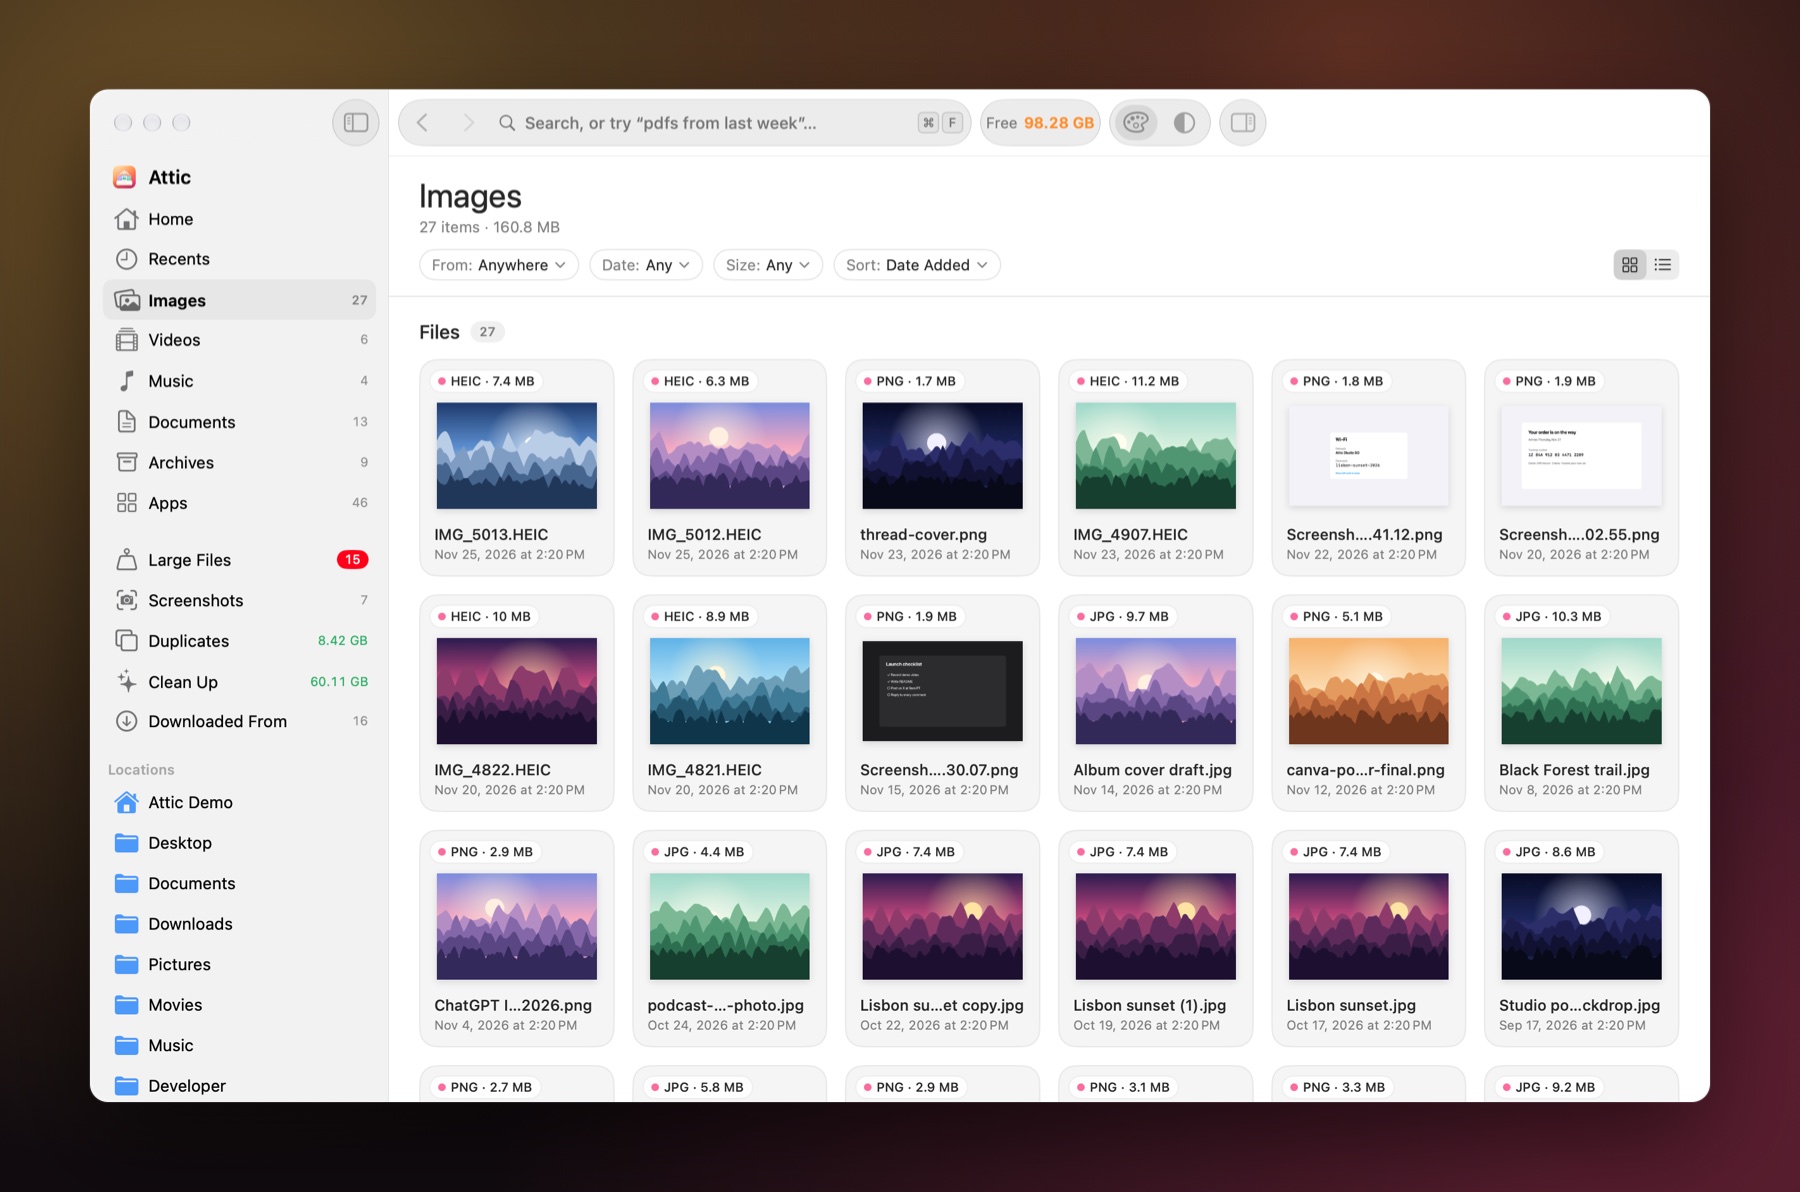 Search, or try “pdfs from last week”...
⌘ F
Free 98.28 GB
Attic
Home
Recents
Images 27
Videos 6
Music 4
Documents 13
Archives 9
Apps 46
Large Files 15
Screenshots 7
Duplicates 8.42 GB
Clean Up 60.11 GB
Downloaded From 16
Locations
Attic Demo
Desktop
Documents
Downloads
Pictures
Movies
Music
Developer
Images
27 items · 160.8 MB
From: Anywhere
Date: Any
Size: Any
Sort: Date Added
Files 27
HEIC · 7.4 MB
IMG_5013.HEIC
Nov 25, 2026 at 2:20 PM
HEIC · 6.3 MB
IMG_5012.HEIC
Nov 25, 2026 at 2:20 PM
PNG · 1.7 MB
thread-cover.png
Nov 23, 2026 at 2:20 PM
HEIC · 11.2 MB
IMG_4907.HEIC
Nov 23, 2026 at 2:20 PM
PNG · 1.8 MB
Wi-Fi
lisbon-sunset-2026
Screensh....41.12.png
Nov 22, 2026 at 2:20 PM
PNG · 1.9 MB
Your order is on the way
Screensh....02.55.png
Nov 20, 2026 at 2:20 PM
HEIC · 10 MB
IMG_4822.HEIC
Nov 20, 2026 at 2:20 PM
HEIC · 8.9 MB
IMG_4821.HEIC
Nov 20, 2026 at 2:20 PM
PNG · 1.9 MB
Launch checklist
Screensh....30.07.png
Nov 15, 2026 at 2:20 PM
JPG · 9.7 MB
Album cover draft.jpg
Nov 14, 2026 at 2:20 PM
PNG · 5.1 MB
canva-po...r-final.png
Nov 12, 2026 at 2:20 PM
JPG · 10.3 MB
Black Forest trail.jpg
Nov 8, 2026 at 2:20 PM
PNG · 2.9 MB
ChatGPT I...2026.png
Nov 4, 2026 at 2:20 PM
JPG · 4.4 MB
podcast-...-photo.jpg
Oct 24, 2026 at 2:20 PM
JPG · 7.4 MB
Lisbon su...et copy.jpg
Oct 22, 2026 at 2:20 PM
JPG · 7.4 MB
Lisbon sunset (1).jpg
Oct 19, 2026 at 2:20 PM
JPG · 7.4 MB
Lisbon sunset.jpg
Oct 17, 2026 at 2:20 PM
JPG · 8.6 MB
Studio po...ckdrop.jpg
Sep 17, 2026 at 2:20 PM
PNG · 2.7 MB
JPG · 5.8 MB
PNG · 2.9 MB
PNG · 3.1 MB
PNG · 3.3 MB
JPG · 9.2 MB